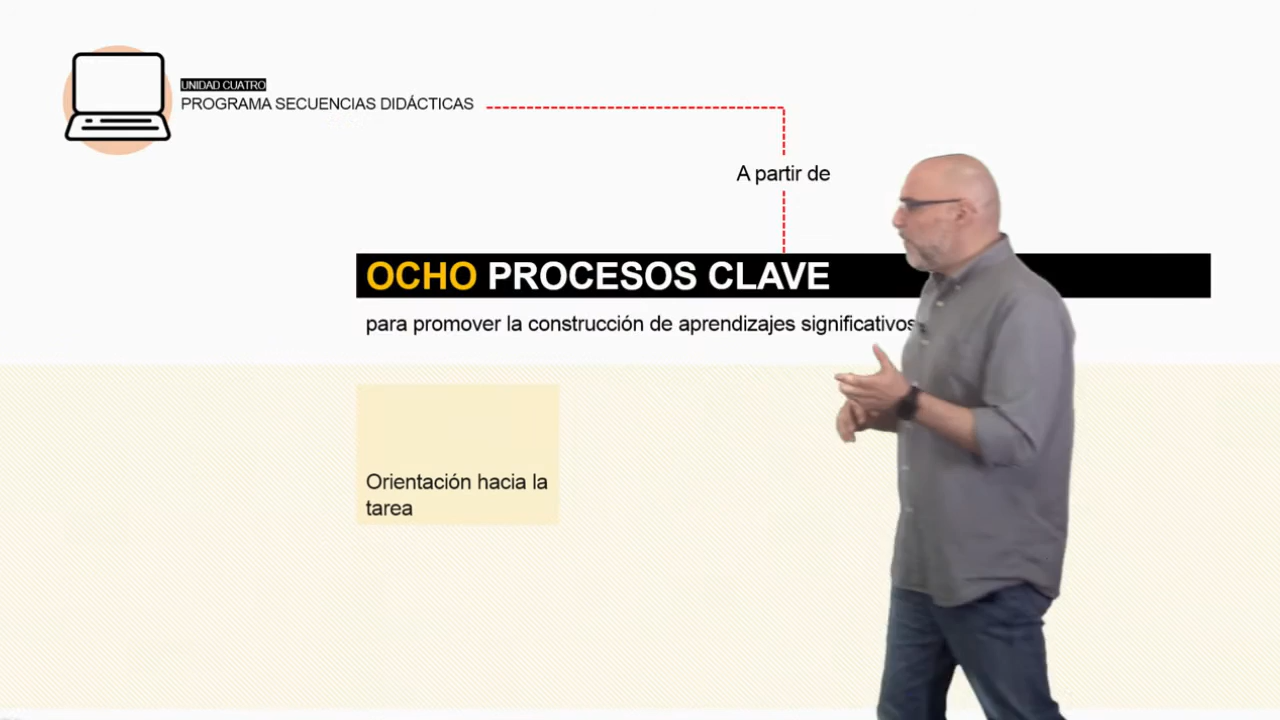 UNIDAD CUATRO
PROGRAMA SECUENCIAS DIDÁCTICAS
A partir de
OCHO PROCESOS CLAVE
para promover la construcción de aprendizajes significativos
Orientación hacia la
tarea